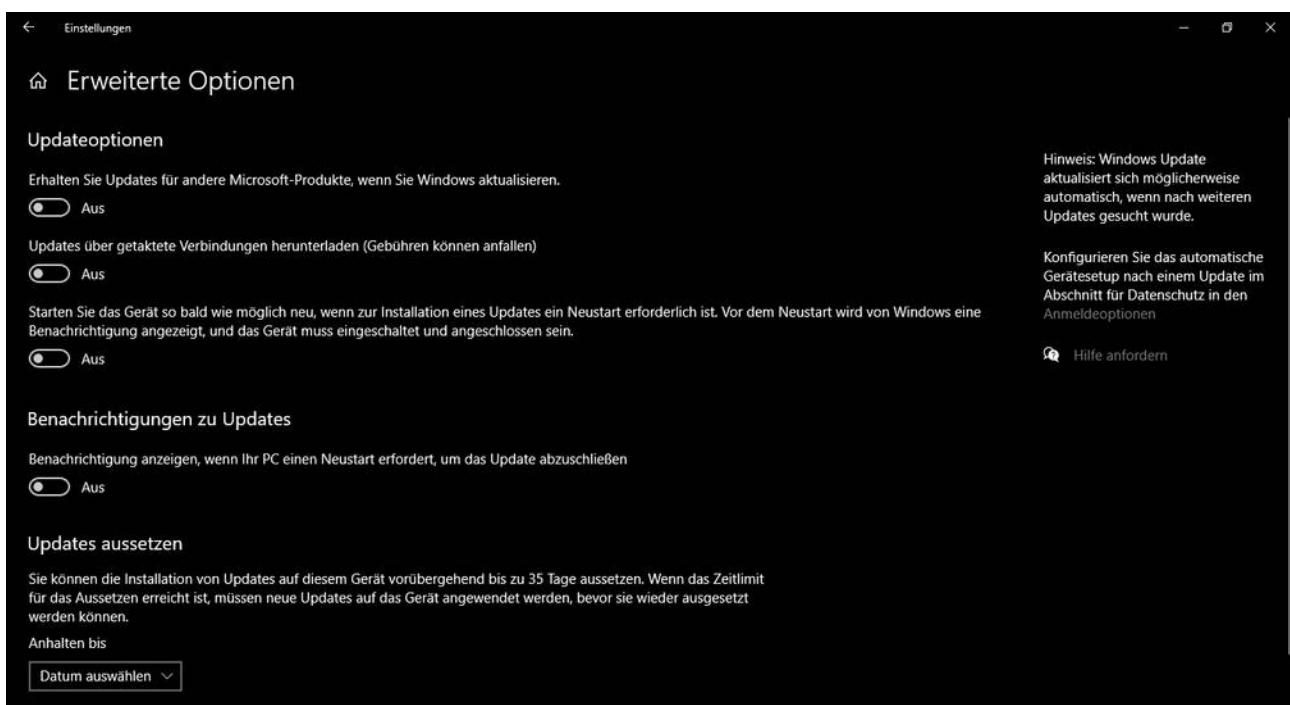 Einstellungen
Erweiterte Optionen
Updateoptionen
Erhalten Sie Updates für andere Microsoft-Produkte, wenn Sie Windows aktualisieren.
Aus
Updates über getaktete Verbindungen herunterladen (Gebühren können anfallen)
Aus
Starten Sie das Gerät so bald wie möglich neu, wenn zur Installation eines Updates ein Neustart erforderlich ist. Vor dem Neustart wird von Windows eine
Benachrichtigung angezeigt, und das Gerät muss eingeschaltet und angeschlossen sein.
Aus
Benachrichtigungen zu Updates
Benachrichtigung anzeigen, wenn Ihr PC einen Neustart erfordert, um das Update abzuschließen
Aus
Updates aussetzen
Sie können die Installation von Updates auf diesem Gerät vorübergehend bis zu 35 Tage aussetzen. Wenn das Zeitlimit
für das Aussetzen erreicht ist, müssen neue Updates auf das Gerät angewendet werden, bevor sie wieder ausgesetzt
werden können.
Anhalten bis
Datum auswählen
Hinweis: Windows Update
aktualisiert sich möglicherweise
automatisch, wenn nach weiteren
Updates gesucht wurde.
Konfigurieren Sie das automatische
Gerätesetup nach einem Update im
Abschnitt für Datenschutz in den
Anmeldeoptionen
Hilfe anfordern